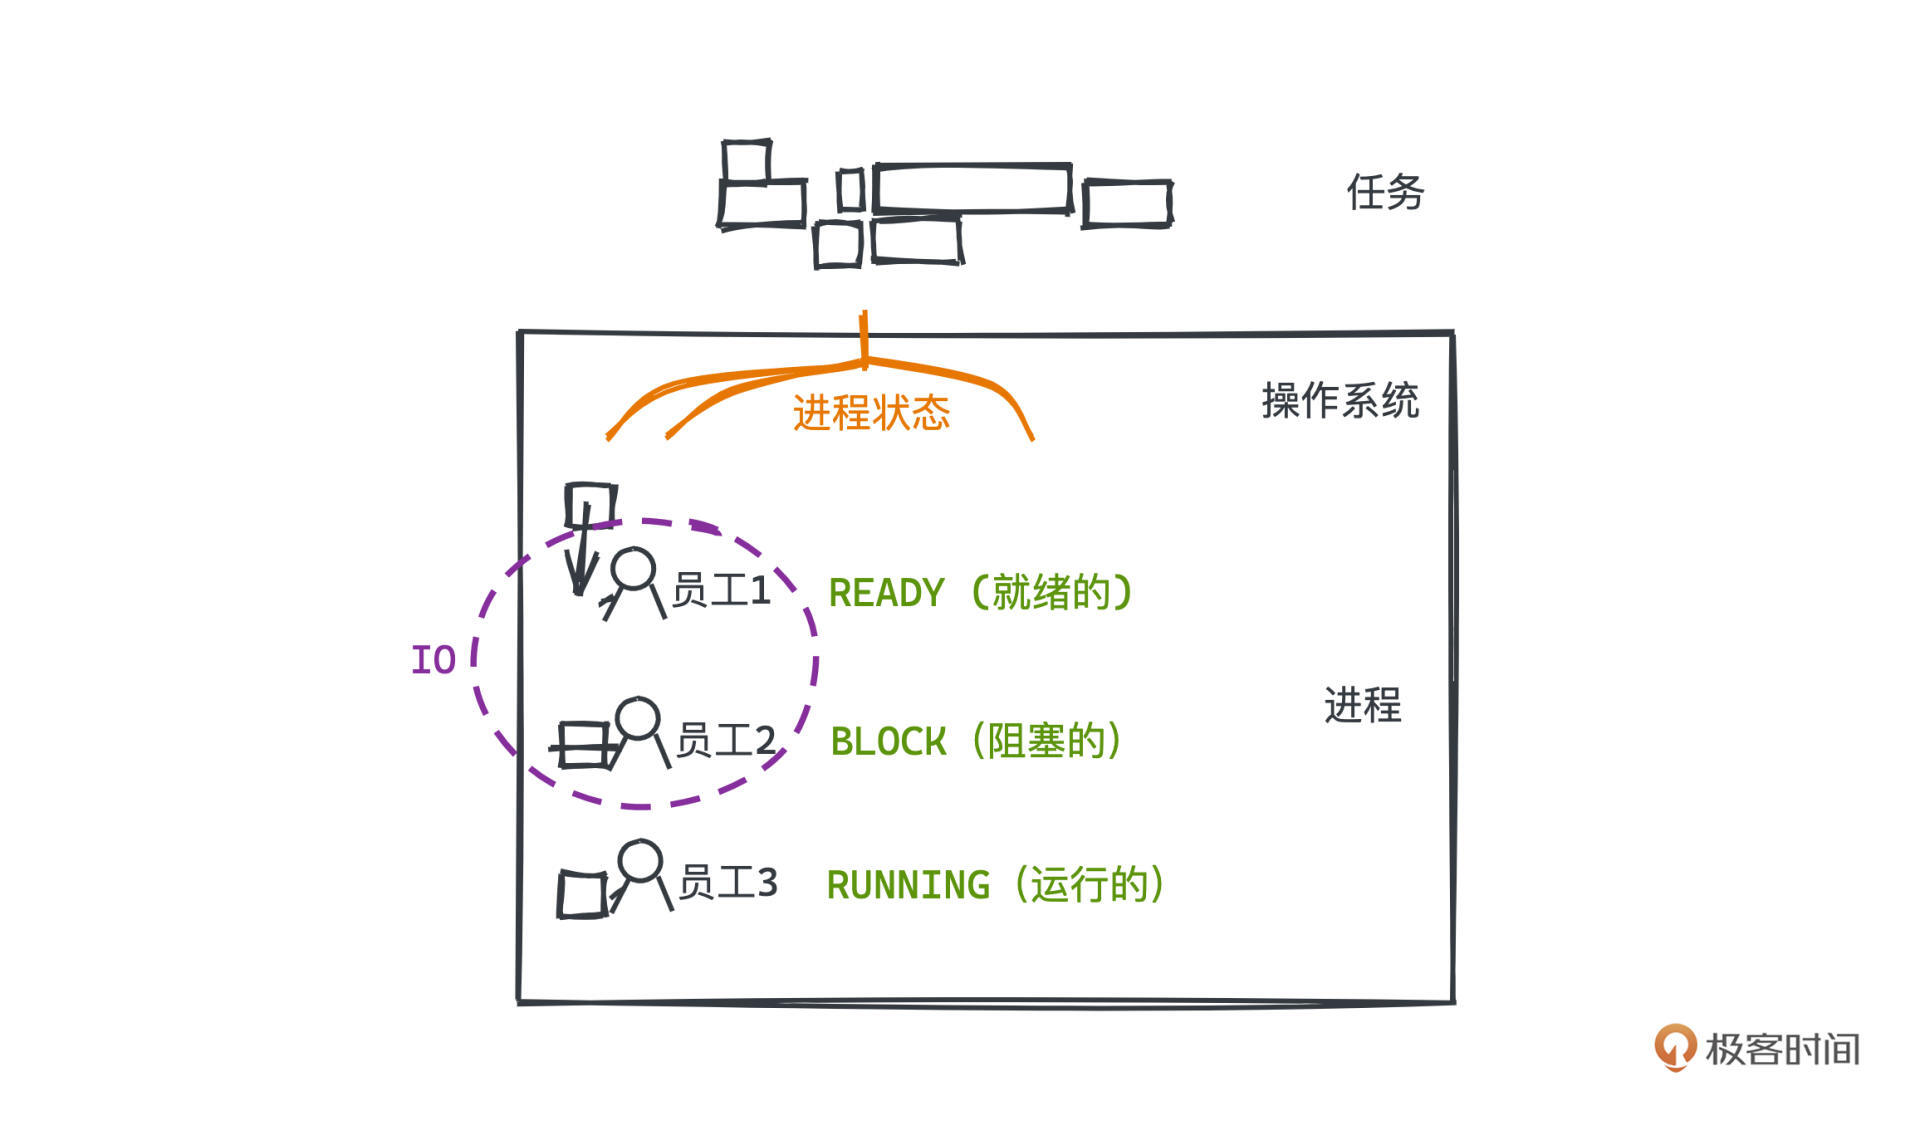 任务
操作系统
进程状态
员工1 READY (就绪的)
IO
进程
员工2 BLOCK (阻塞的)
员工3 RUNNING (运行的)
极客时间